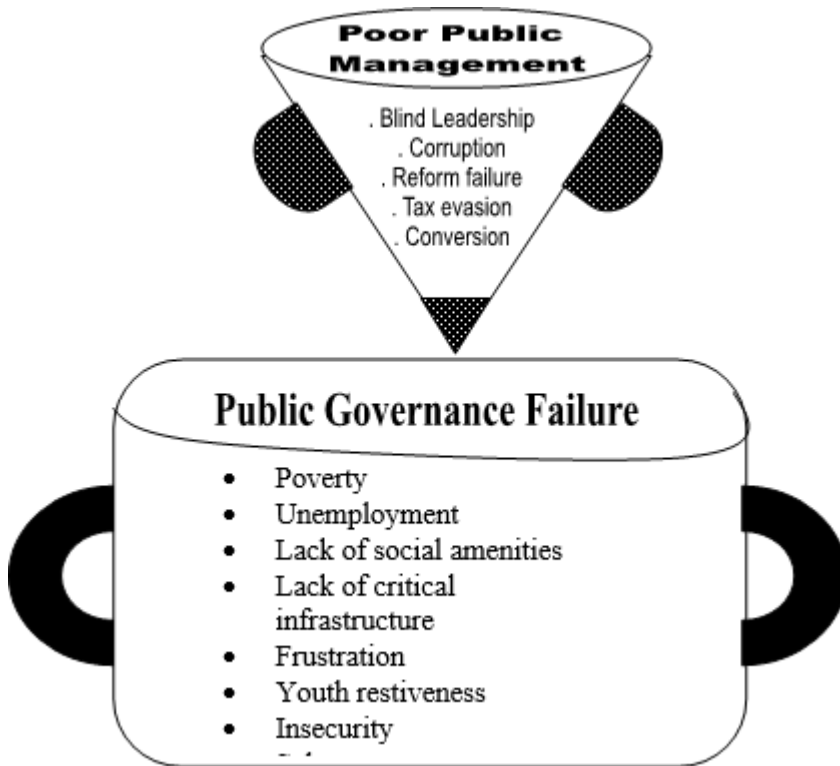 Poor Public
Management
. Blind Leadership
. Corruption
. Reform failure
. Tax evasion
. Conversion
Public Governance Failure
• Poverty
• Unemployment
• Lack of social amenities
• Lack of critical
infrastructure
• Frustration
• Youth restiveness
• Insecurity